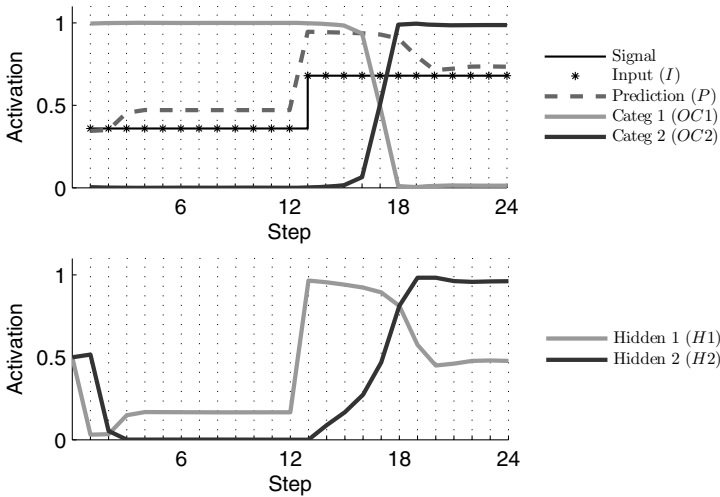 1
0.5
0
Activation
6
12
18
24
Step
Signal
Input (I)
Prediction (P)
Categ 1 (OC1)
Categ 2 (OC2)
1
0.5
0
Activation
6
12
18
24
Step
Hidden 1 (H1)
Hidden 2 (H2)